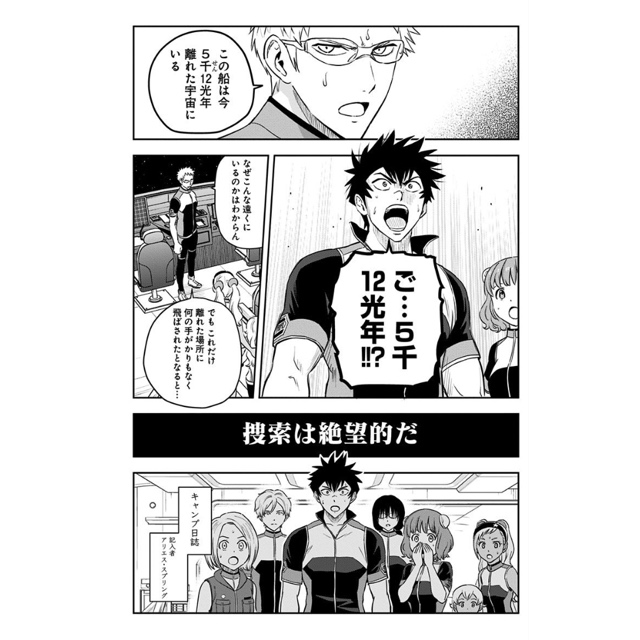 この船は今
５千12光年
せん
離れた宇宙に
いる
ご…５千
12光年!!?
なぜこんな遠くに
いるのかはわからん
でも これだけ
離れた場所に
何の手がかりもなく
飛ばされたとなると…
捜索は絶望的だ
キャンプ日誌
記入者
アリエス・スプリング